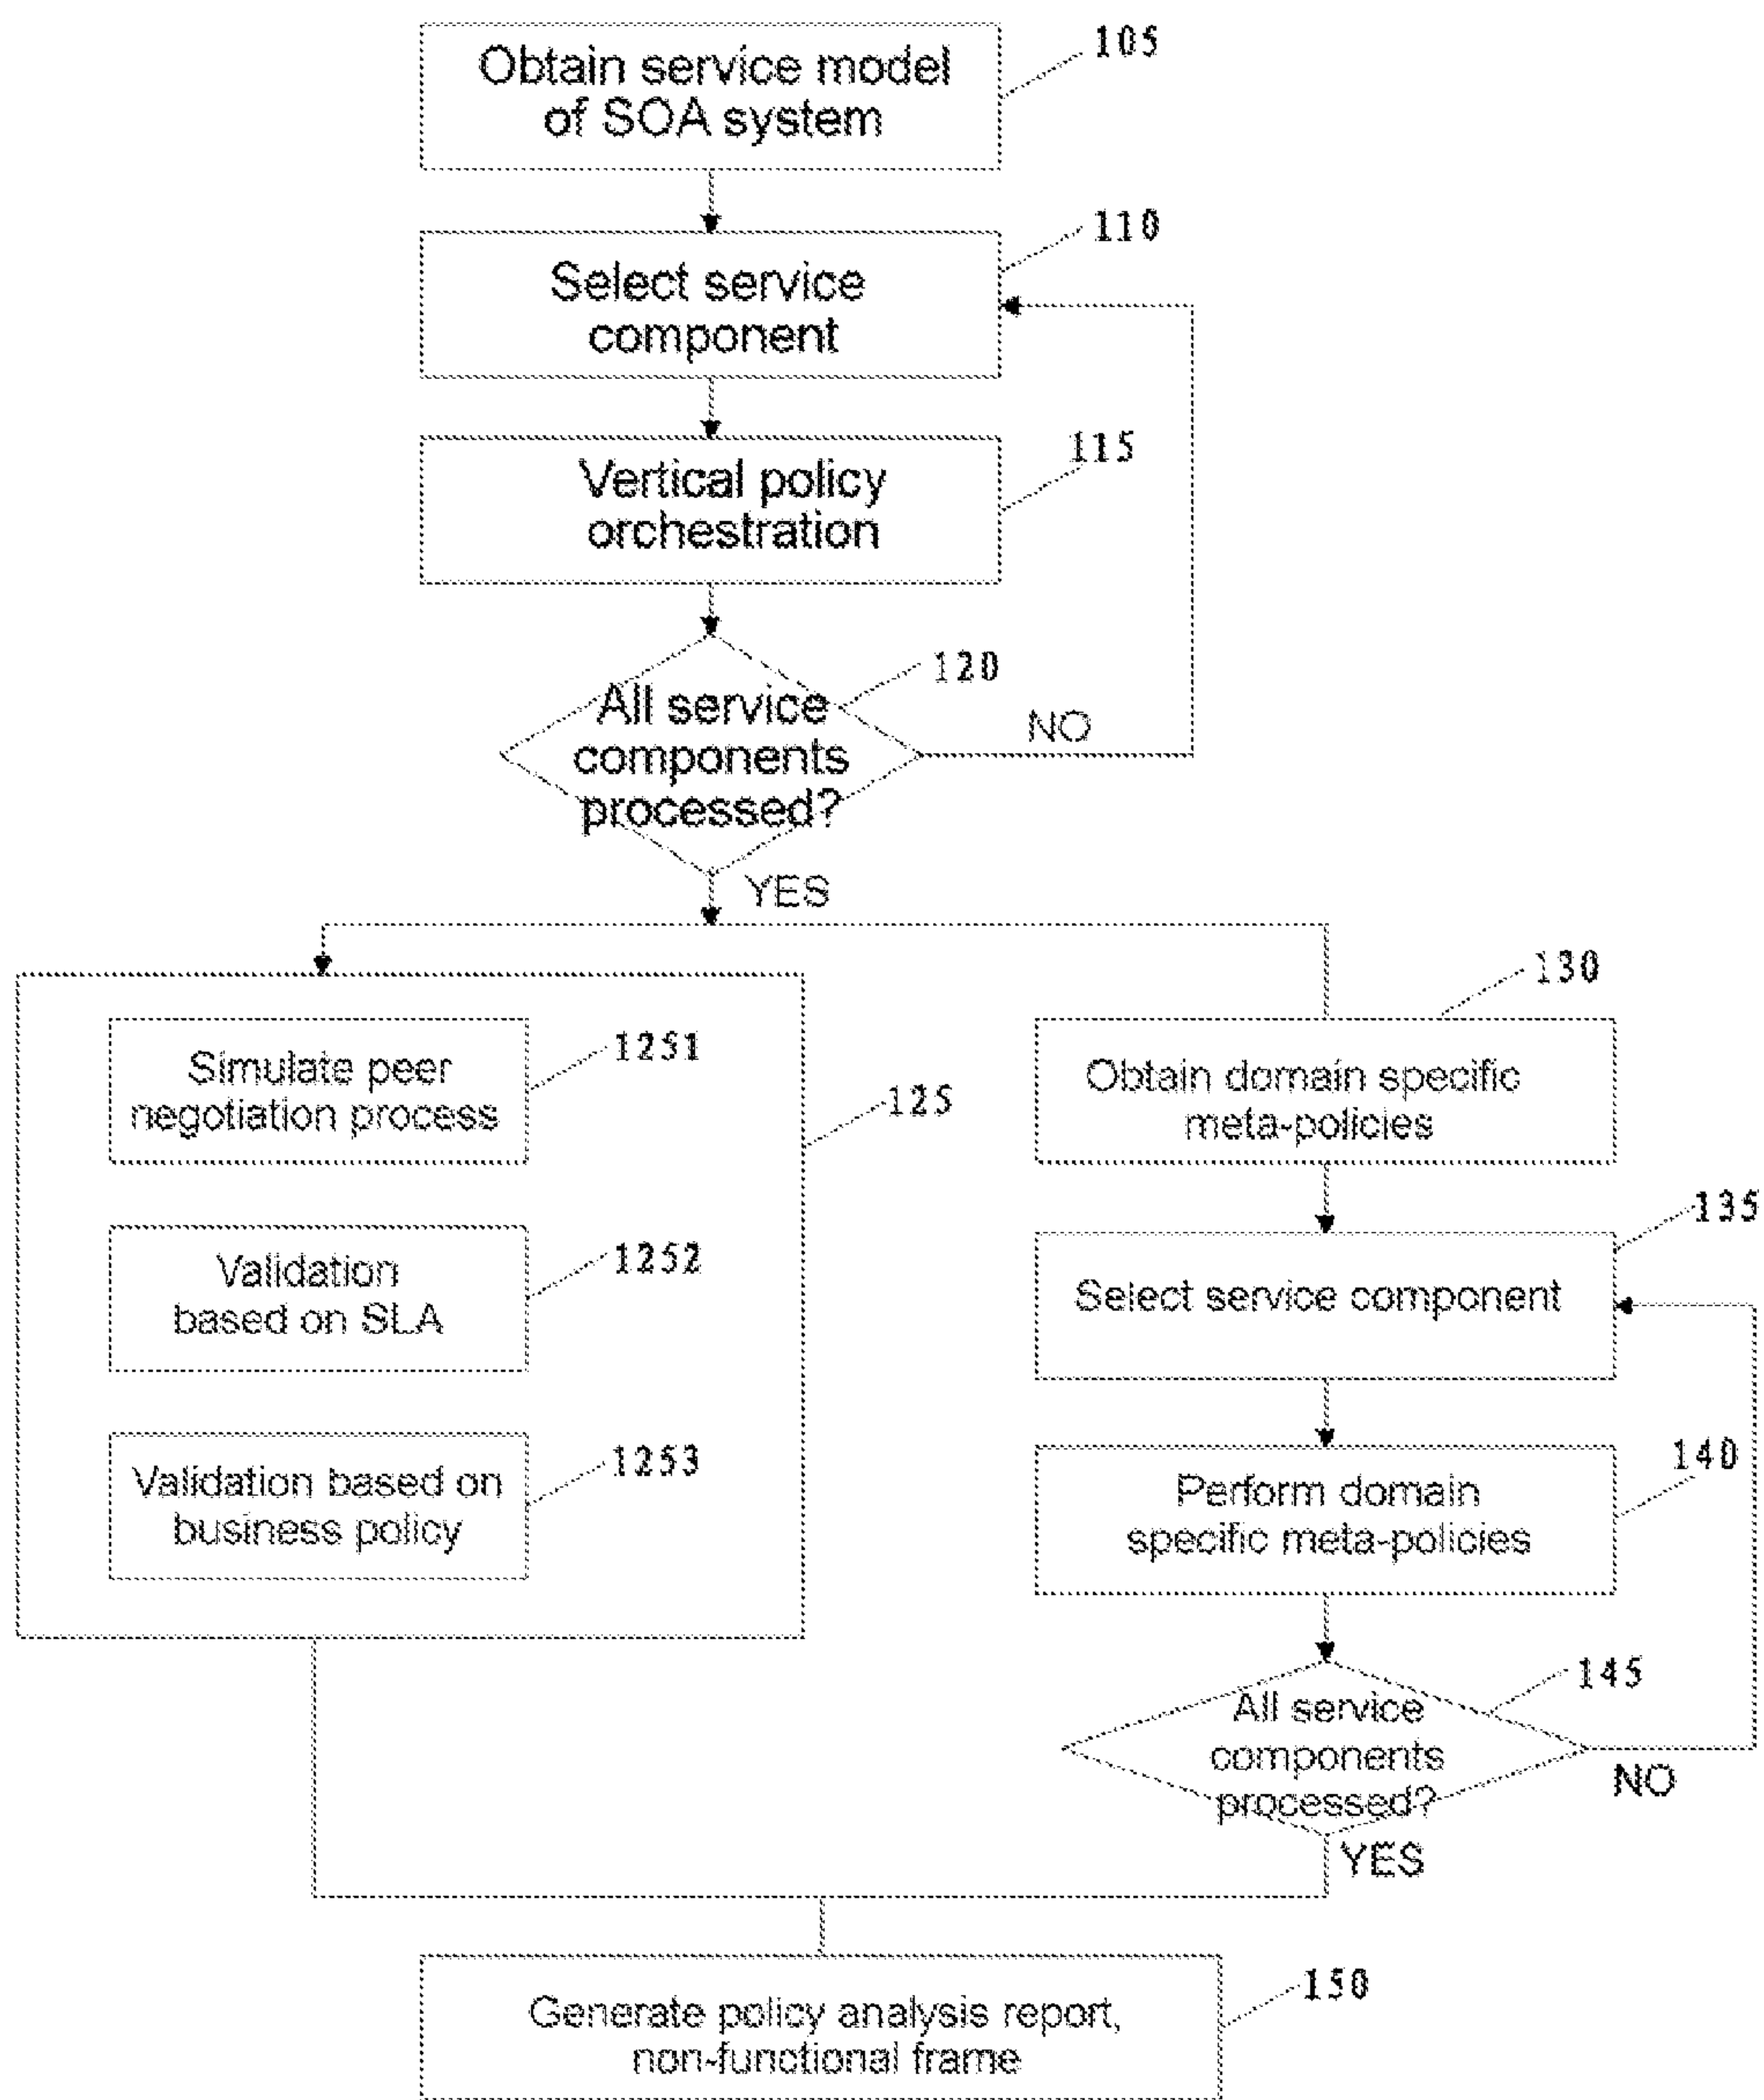 Obtain service model
of SOA system
105
Select service
component
110
Vertical policy
orchestration
115
All service
components
processed?
120
NO
YES
Simulate peer
negotiation process
1251
125
Validation
based on SLA
1252
Validation based on
business policy
1253
130
Obtain domain specific
meta-policies
135
Select service component
140
Perform domain
specific meta-policies
145
All service
components
processed?
NO
YES
150
Generate policy analysis report,
non-functional frame